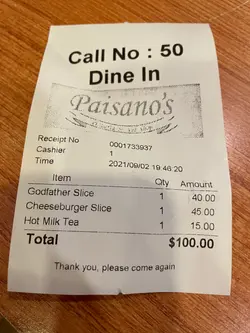 Call No : 50
Dine In
Paisano's
Receipt No 0001733937
Cashier 1
Time 2021/09/02 19:46:20
Item Qty Amount
Godfather Slice 1 40.00
Cheeseburger Slice 1 45.00
Hot Milk Tea 1 15.00
Total $100.00
Thank you, please come again